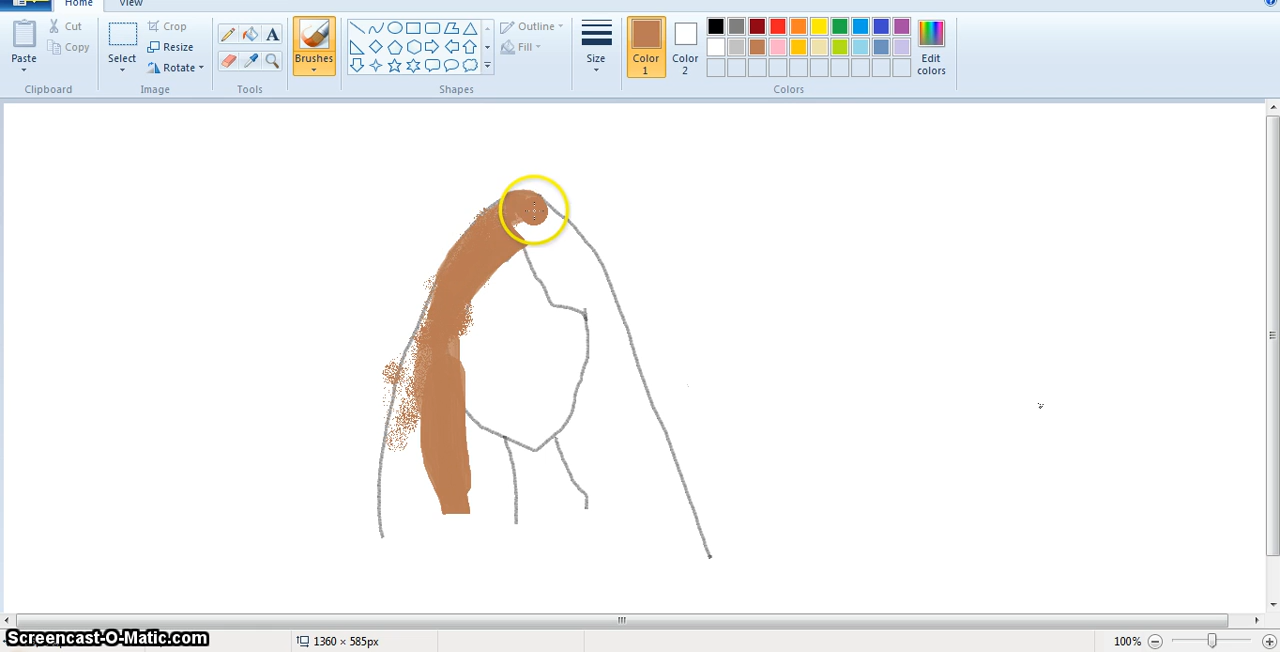 Home View
Cut
Copy
Paste
Clipboard
Select
Crop
Resize
Rotate
Image
A
Tools
Brushes
Shapes
Outline
Fill
Size
Color 1
Color 2
Edit colors
Colors
1360 × 585px
100%
Screencast-O-Matic.com